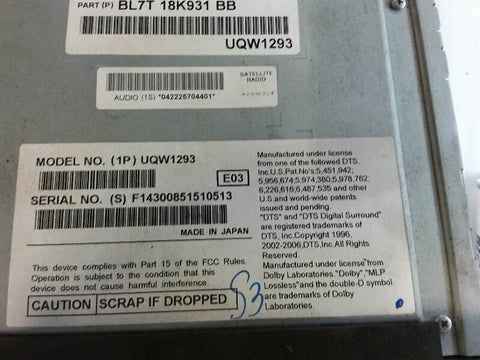 PART (P) BL7T 18K931 BB
UQW1293
SATELLITE
RADIO
AUDIO (1S) *042225704401*
MODEL NO. (1P) UQW1293
E03
SERIAL NO. (S) F14300851510513
MADE IN JAPAN
This device complies with Part 15 of the FCC Rules.
Operation is subject to the condition that this
device does not cause harmful interference.
CAUTION SCRAP IF DROPPED
53
Manufactured under license
from one of the followed DTS,
Inc.U.S.Pat.No's:5,451,942;
5,956,674;5,974,380;5,978,762;
6,226,616;6,487,535 and other
U.S and world-wide patents
issued and pending.
"DTS" and "DTS Digital Surround"
are registered trademarks of
DTS, Inc.Copyright 1996,
2002-2006,DTS,Inc.All Rights
Reserved.
Manufactured under license from
Dolby Laboratories."Dolby","MLP
Lossless"and the double-D symbol
are trademarks of Dolby
Laboratories.